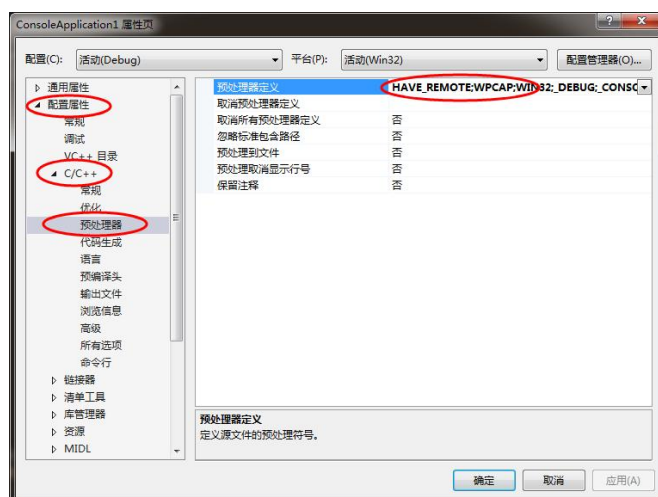 ConsoleApplication1 属性页
配置(C): 活动(Debug) 平台(P): 活动(Win32) 配置管理器(O)...
通用属性
配置属性
常规
调试
VC++ 目录
C/C++
常规
优化
预处理器
代码生成
语言
预编译头
输出文件
浏览信息
高级
所有选项
命令行
链接器
清单工具
库管理器
资源
MIDL
预处理器定义 HAVE_REMOTE;WPCAP;WIN32;_DEBUG;_CONSO
取消预处理器定义
取消所有预处理器定义 否
忽略标准包含路径 否
预处理到文件 否
预处理取消显示行号 否
保留注释 否
预处理器定义
定义源文件的预处理符号。
确定 取消 应用(A)